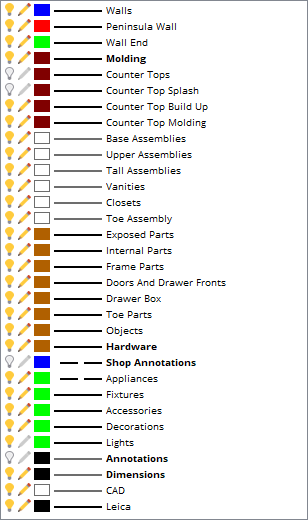 Walls
Peninsula Wall
Wall End
Molding
Counter Tops
Counter Top Splash
Counter Top Build Up
Counter Top Molding
Base Assemblies
Upper Assemblies
Tall Assemblies
Vanities
Closets
Toe Assembly
Exposed Parts
Internal Parts
Frame Parts
Doors And Drawer Fronts
Drawer Box
Toe Parts
Objects
Hardware
Shop Annotations
Appliances
Fixtures
Accessories
Decorations
Lights
Annotations
Dimensions
CAD
Leica